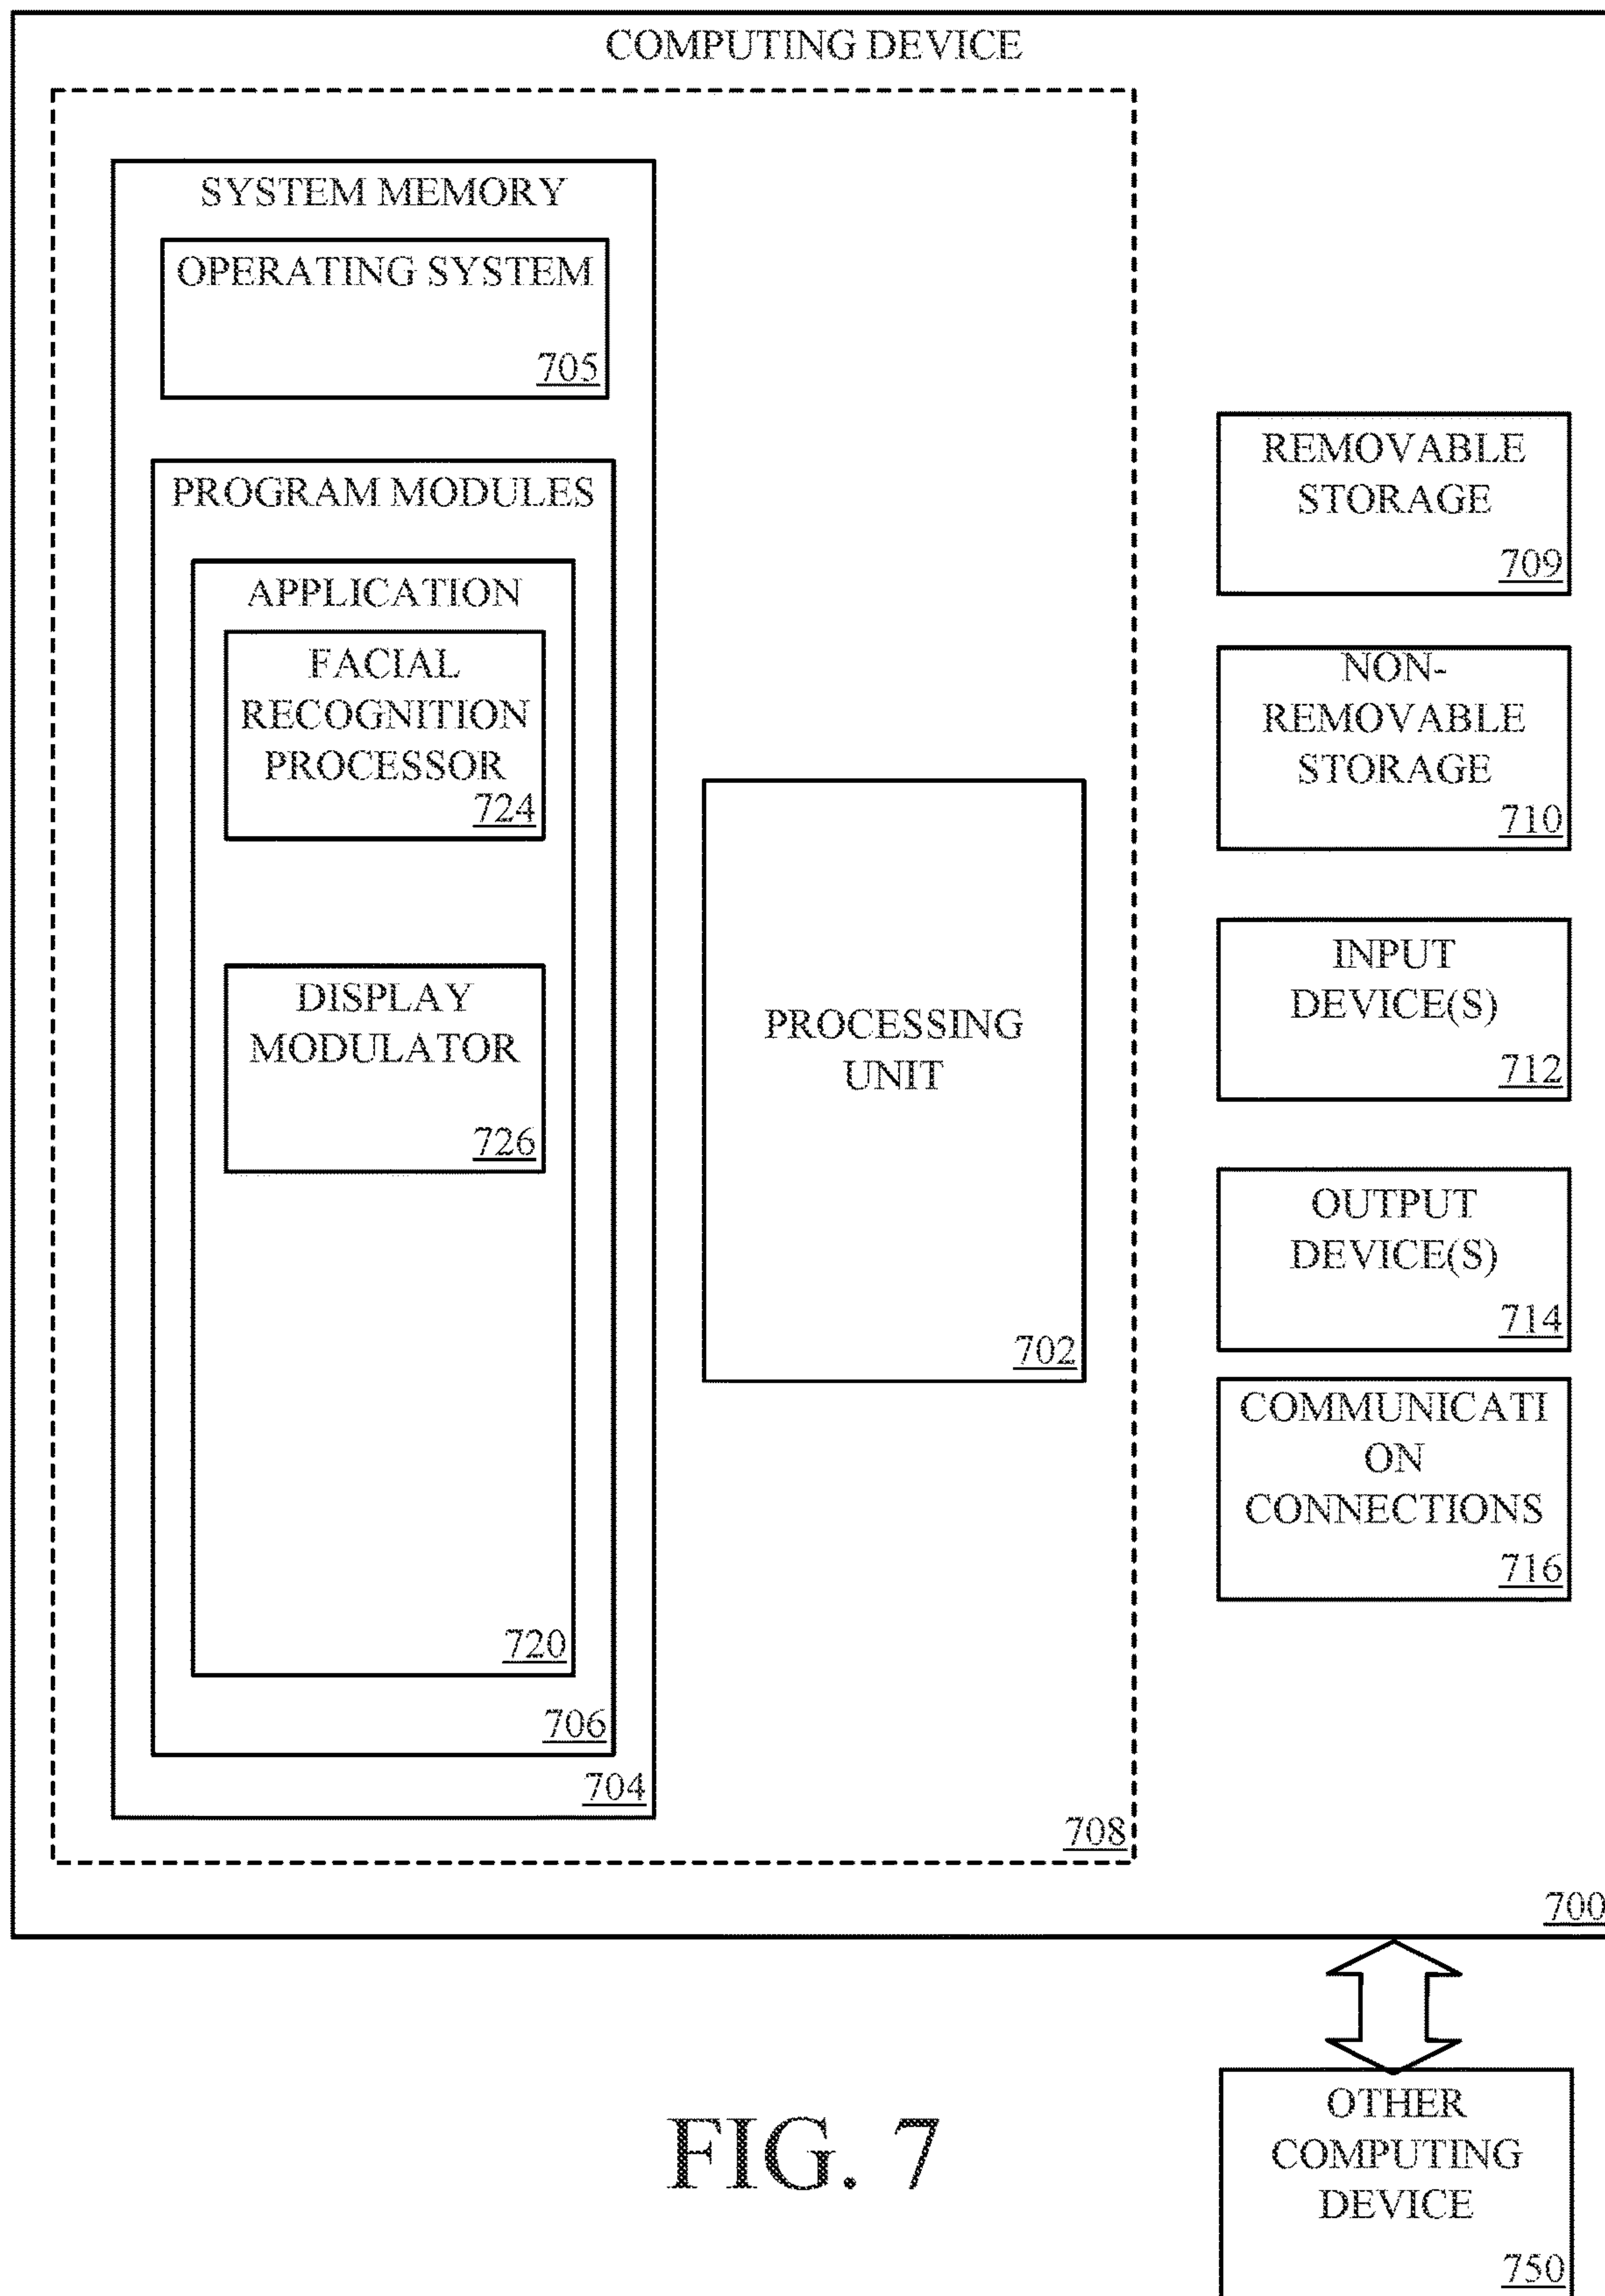 COMPUTING DEVICE
SYSTEM MEMORY
OPERATING SYSTEM
705
PROGRAM MODULES
APPLICATION
FACIAL
RECOGNITION
PROCESSOR
724
DISPLAY
MODULATOR
726
720
706
704
PROCESSING
UNIT
702
708
REMOVABLE
STORAGE
709
NON-
REMOVABLE
STORAGE
710
INPUT
DEVICE(S)
712
OUTPUT
DEVICE(S)
714
COMMUNICATI
ON
CONNECTIONS
716
700
OTHER
COMPUTING
DEVICE
750
FIG. 7